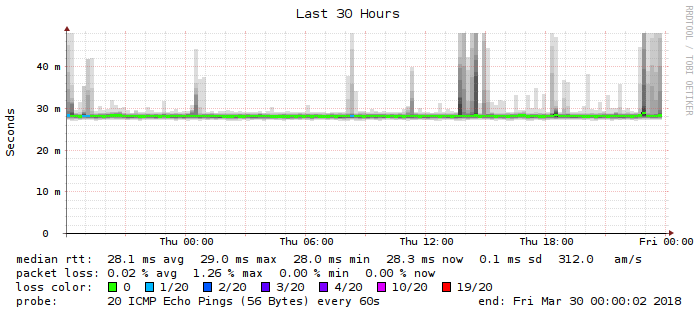 Last 30 Hours
RRDTOOL / TOBI OETIKER
Seconds
40 m
30 m
20 m
10 m
0
Thu 00:00 Thu 06:00 Thu 12:00 Thu 18:00 Fri 00:00
median rtt: 28.1 ms avg 29.0 ms max 28.0 ms min 28.3 ms now 0.1 ms sd 312.0 am/s
packet loss: 0.02 % avg 1.26 % max 0.00 % min 0.00 % now
loss color: 0 1/20 2/20 3/20 4/20 10/20 19/20
probe: 20 ICMP Echo Pings (56 Bytes) every 60s end: Fri Mar 30 00:00:02 2018